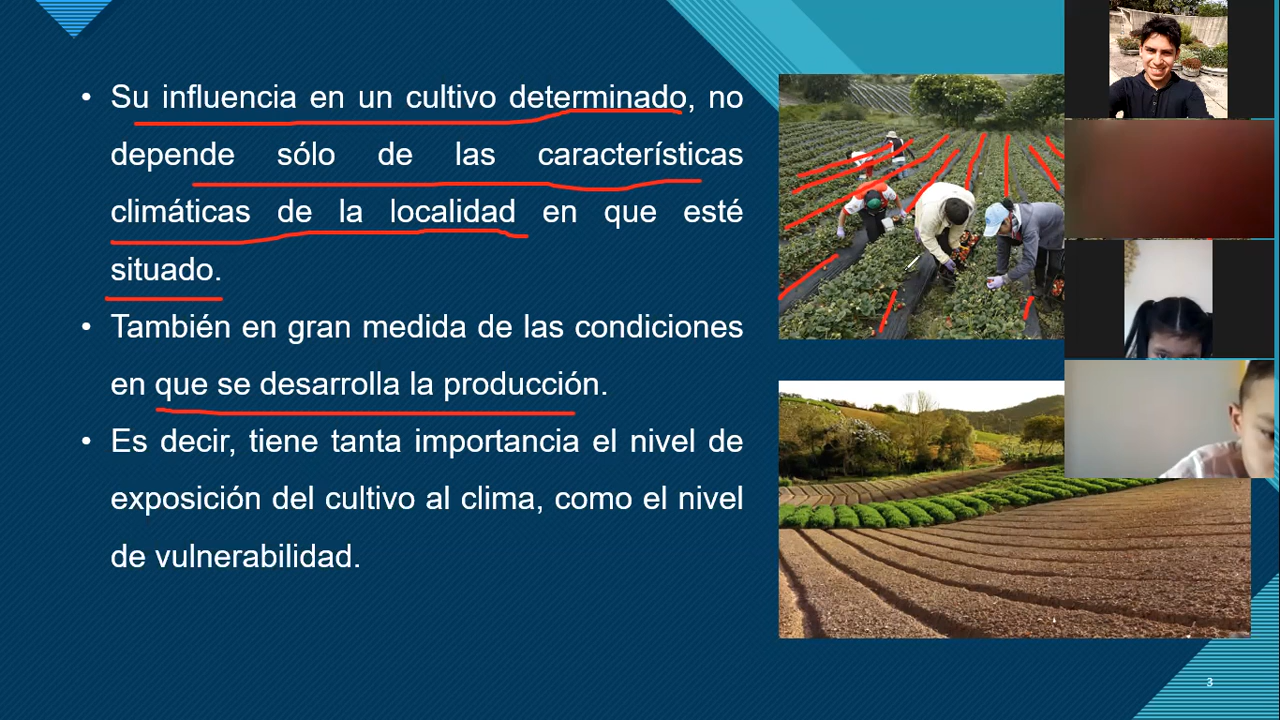 • Su influencia en un cultivo determinado, no
depende sólo de las características
climáticas de la localidad en que esté
situado.
• También en gran medida de las condiciones
en que se desarrolla la producción.
• Es decir, tiene tanta importancia el nivel de
exposición del cultivo al clima, como el nivel
de vulnerabilidad.
3